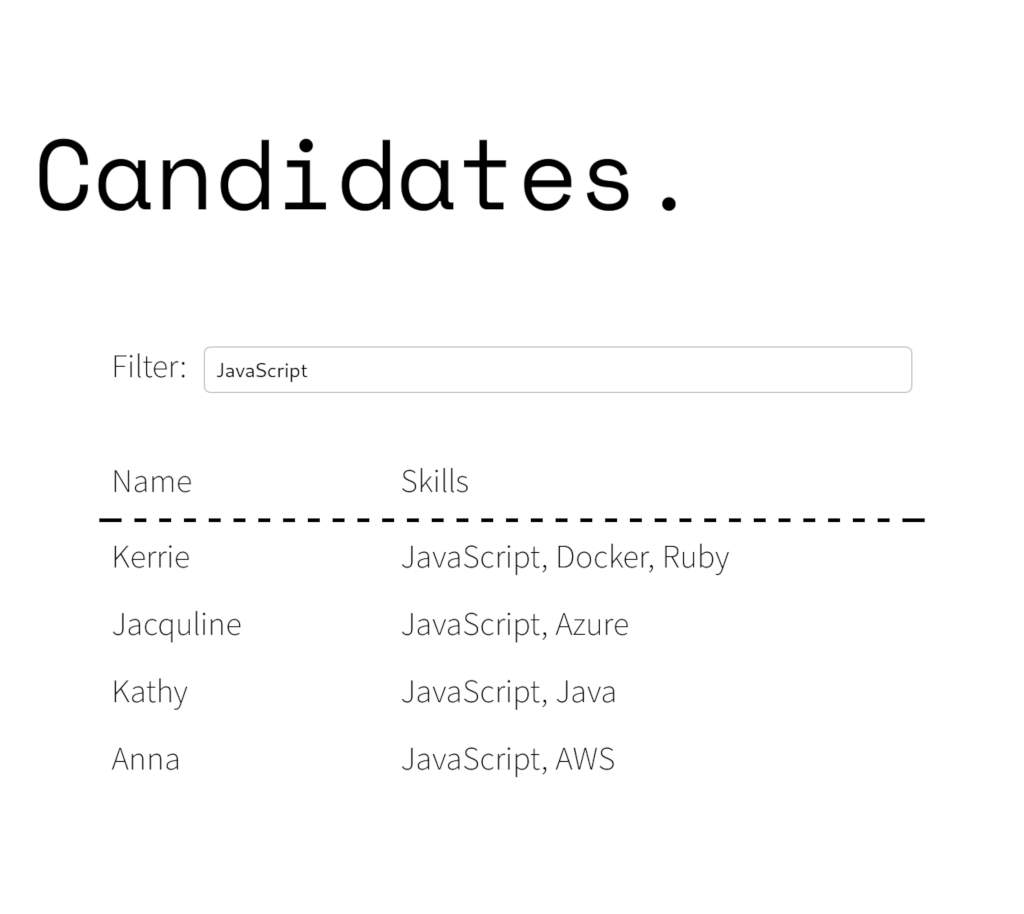 Candidates.
Filter: JavaScript
Name Skills
Kerrie JavaScript, Docker, Ruby
Jacquline JavaScript, Azure
Kathy JavaScript, Java
Anna JavaScript, AWS